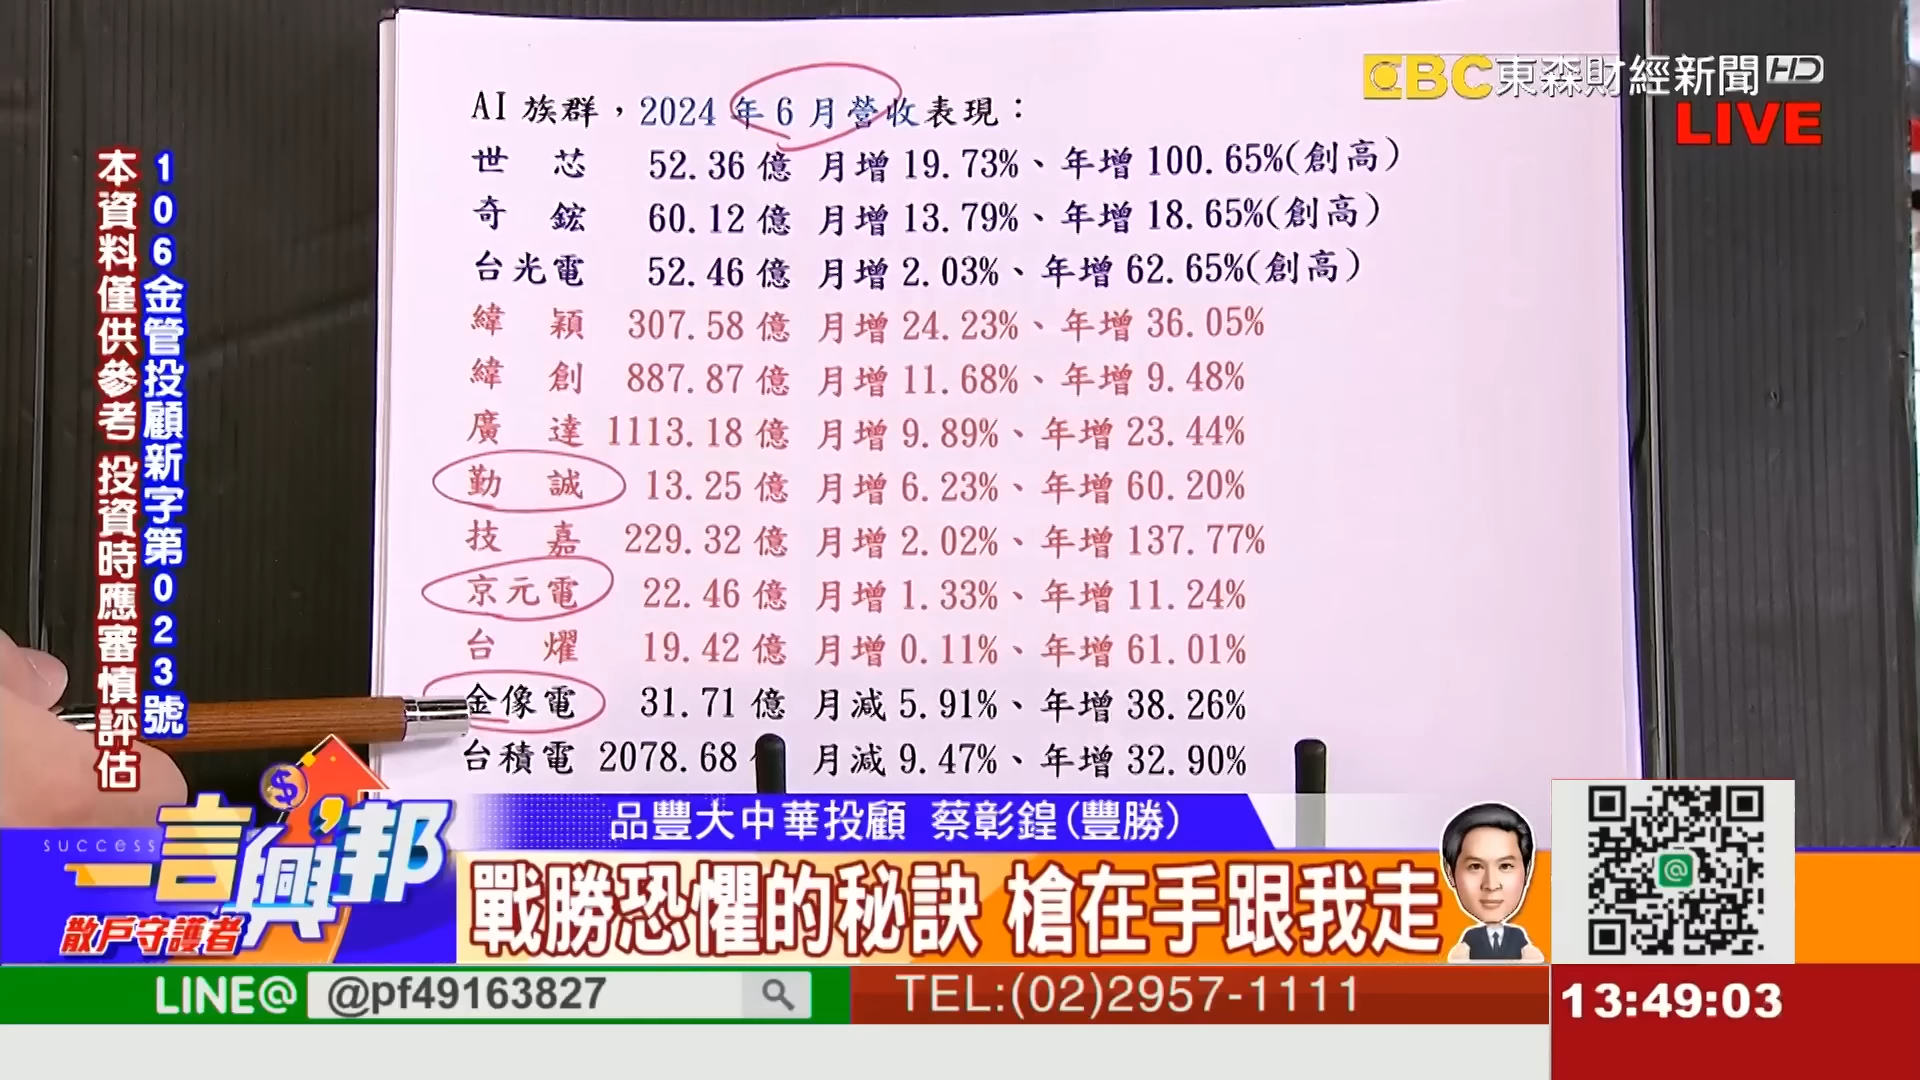 EBC 東森財經新聞 HD
LIVE
AI 族群，2024 年 6 月營收表現：
世 芯 52.36 億 月增 19.73%、年增 100.65%(創高)
奇 鋐 60.12 億 月增 13.79%、年增 18.65%(創高)
台光電 52.46 億 月增 2.03%、年增 62.65%(創高)
緯 穎 307.58 億 月增 24.23%、年增 36.05%
緯 創 887.87 億 月增 11.68%、年增 9.48%
廣 達 1113.18 億 月增 9.89%、年增 23.44%
勤 誠 13.25 億 月增 6.23%、年增 60.20%
技 嘉 229.32 億 月增 2.02%、年增 137.77%
京元電 22.46 億 月增 1.33%、年增 11.24%
台 燿 19.42 億 月增 0.11%、年增 61.01%
金像電 31.71 億 月減 5.91%、年增 38.26%
台積電 2078.68 月減 9.47%、年增 32.90%
106金管投顧新字第023號
本資料僅供參考 投資時應審慎評估
success
一言興邦
散戶守護者
品豐大中華投顧 蔡彰鍠(豐勝)
戰勝恐懼的秘訣 槍在手跟我走
LINE@ @pf49163827
TEL:(02)2957-1111
13:49:03